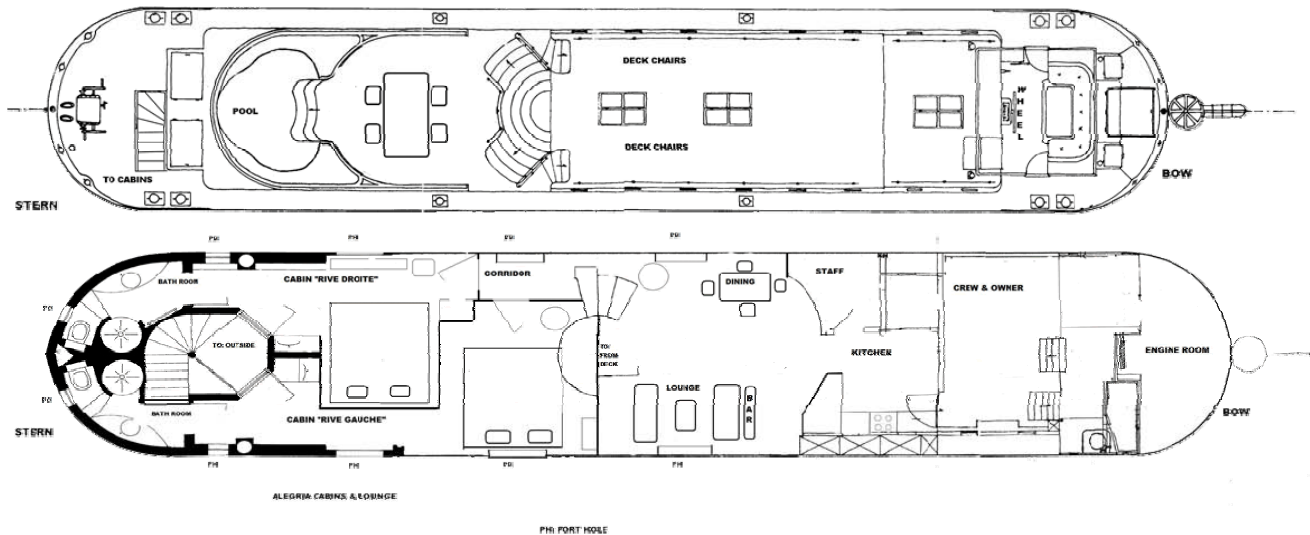 DECK CHAIRS
WHEEL
POOL
DECK CHAIRS
TO CABINS
BOW
STERN
PH
PH
PH
PH
BATH ROOM
CABIN "RIVE DROITE"
CORRIDOR
DINING
STAFF
CREW & OWNER
PH
TO: OUTSIDE
TO:
FROM
DECK
KITCHEN
ENGINE ROOM
LOUNGE
BAR
PH
BATH ROOM
CABIN "RIVE GAUCHE"
BOW
STERN
PH
PH
PH
PH
ALEGRIA: CABINS & LOUNGE
PH: PORT HOLE